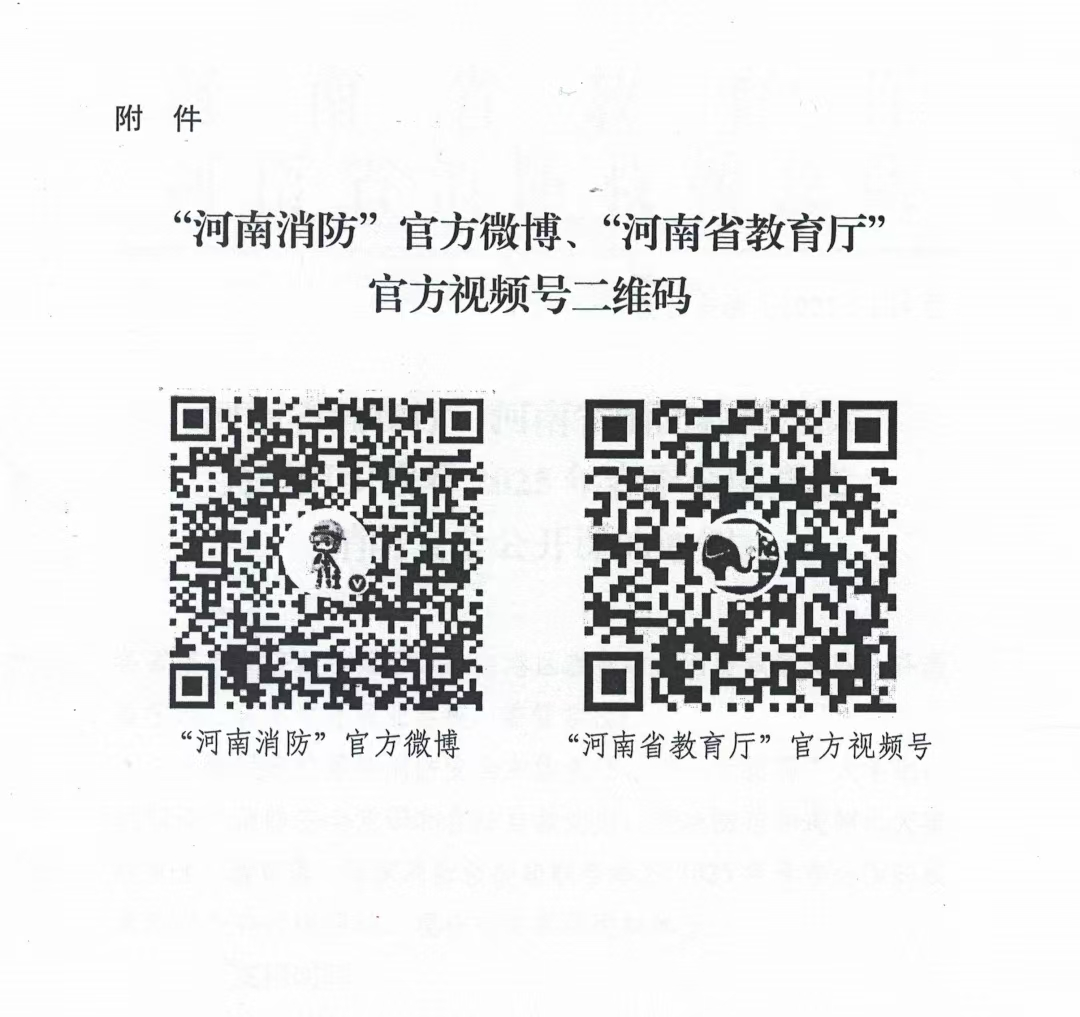 附 件
“河南消防”官方微博、“河南省教育厅”
官方视频号二维码
“河南消防”官方微博
“河南省教育厅”官方视频号